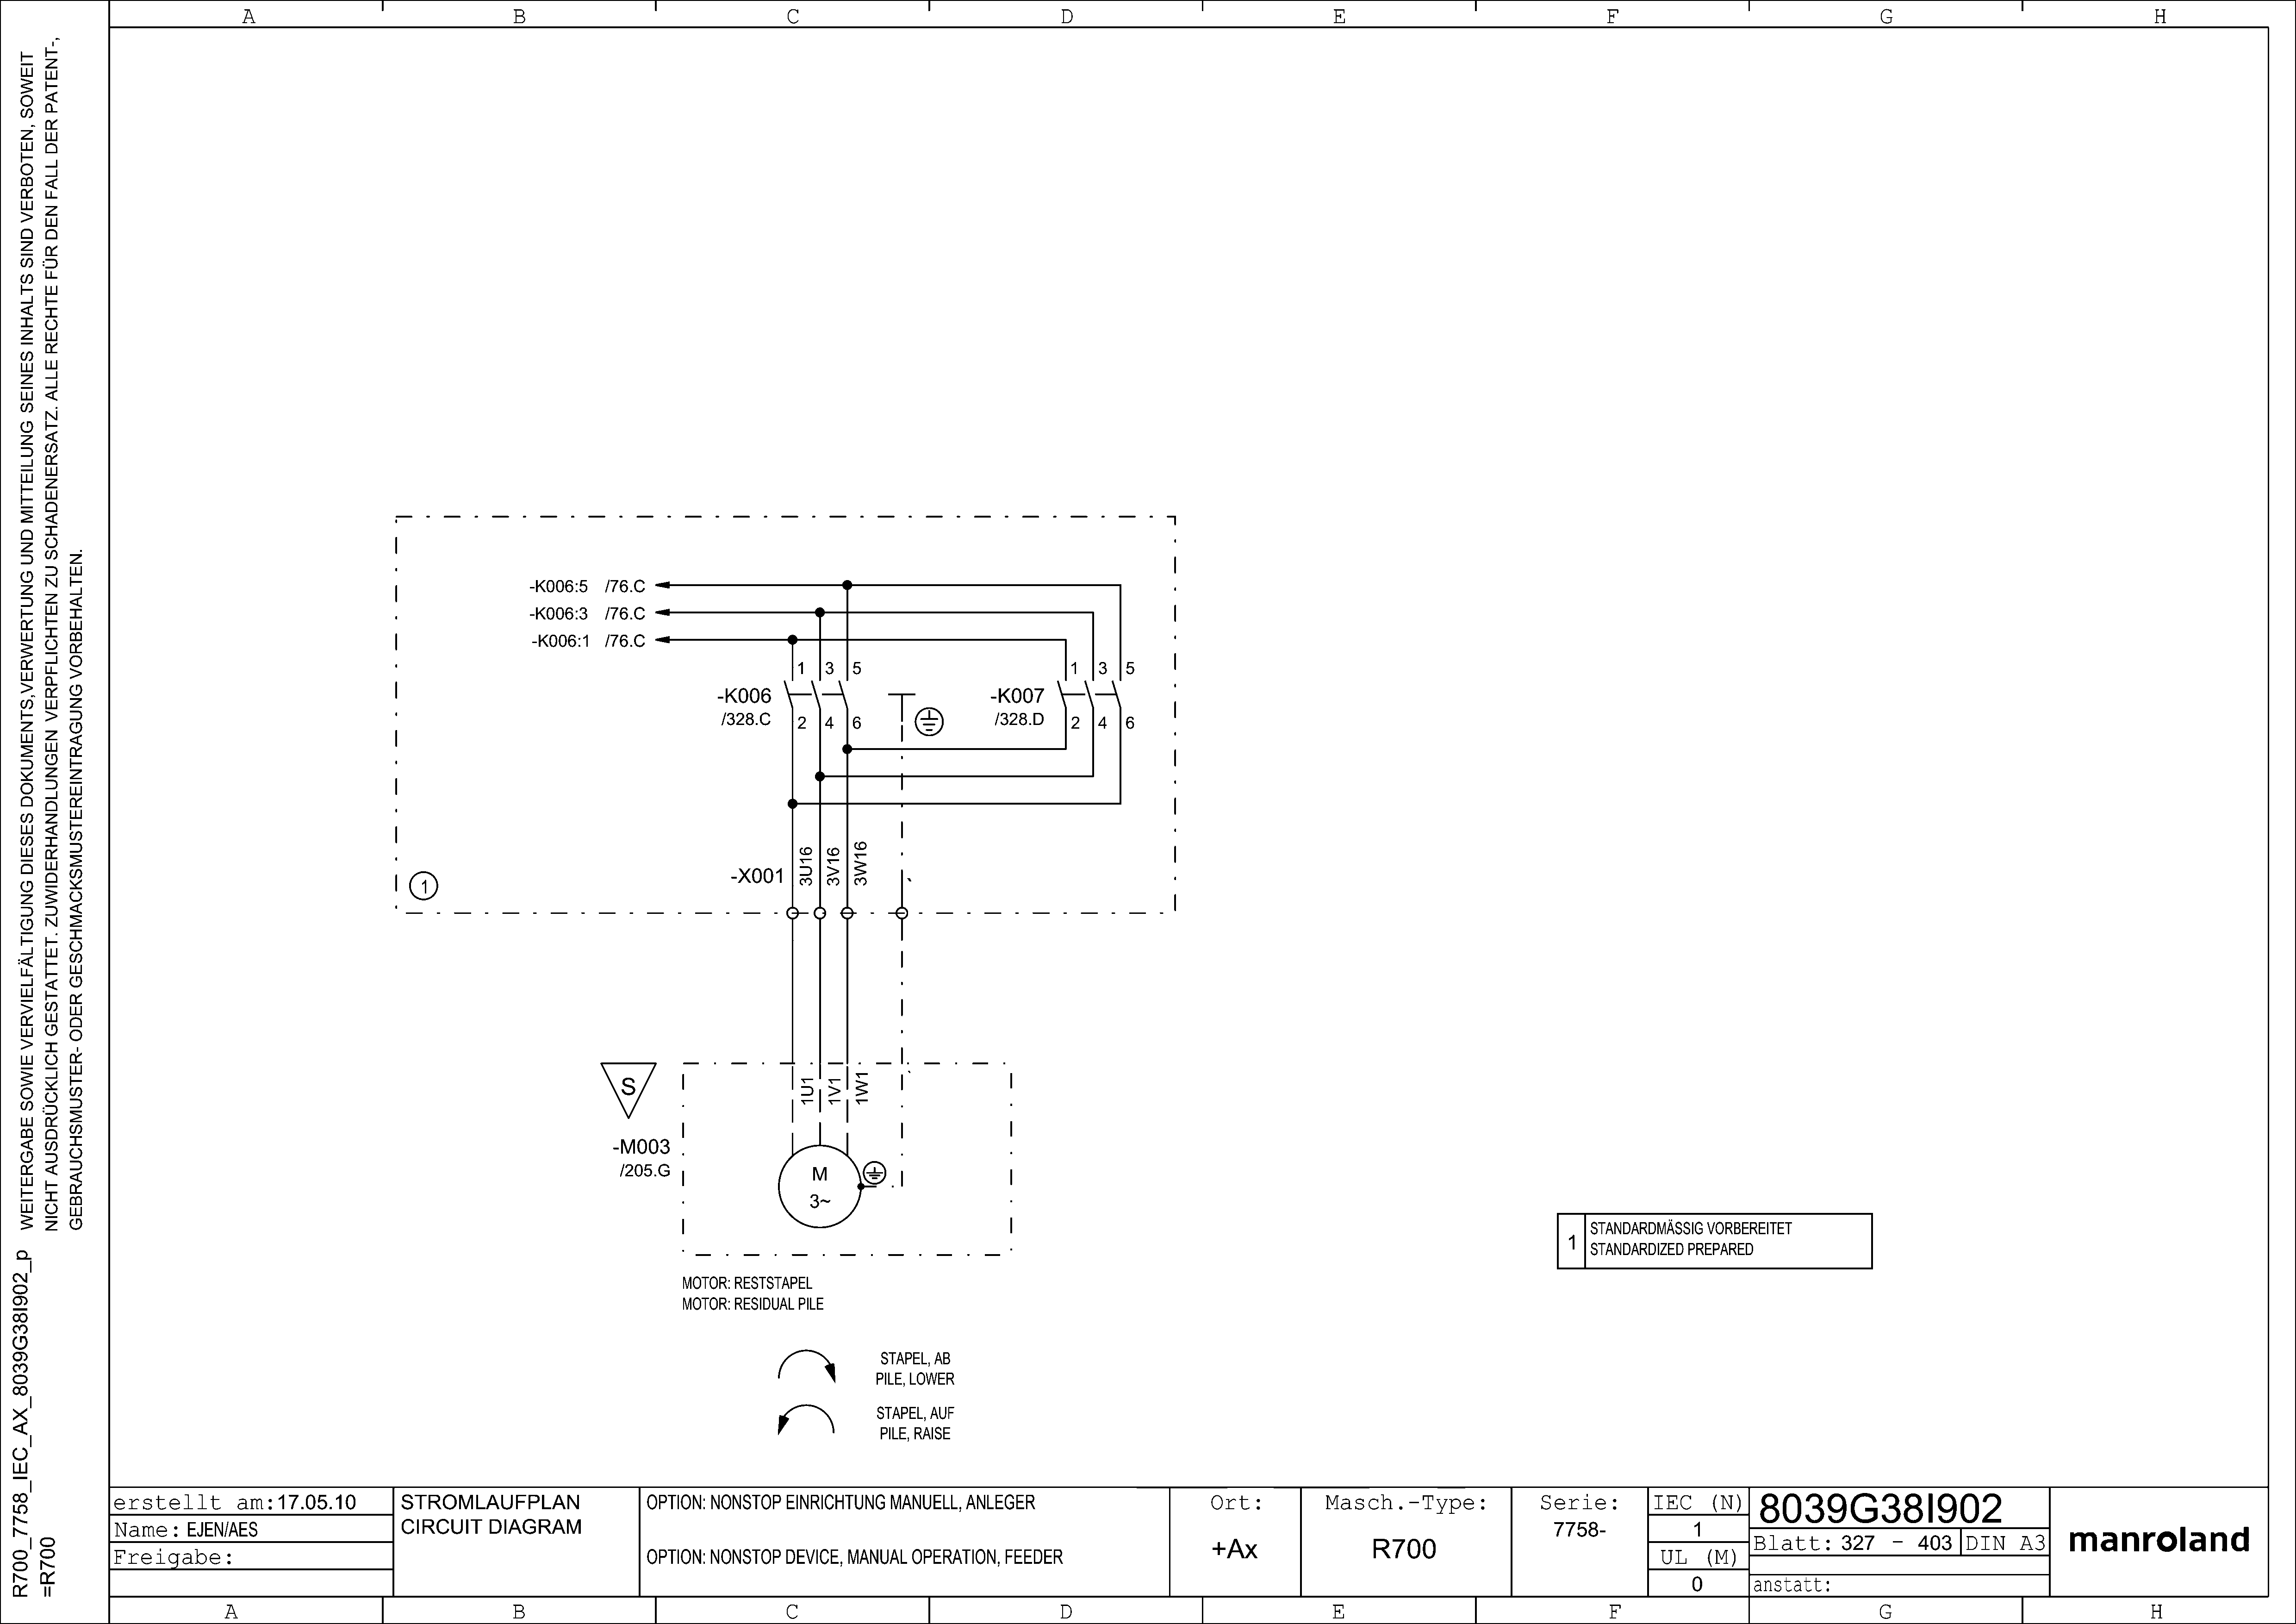 A B C D E F G H
WEITERGABE SOWIE VERVIELFÄLTIGUNG DIESES DOKUMENTS,VERWERTUNG UND MITTEILUNG SEINES INHALTS SIND VERBOTEN, SOWEIT
NICHT AUSDRÜCKLICH GESTATTET. ZUWIDERHANDLUNGEN VERPFLICHTEN ZU SCHADENERSATZ. ALLE RECHTE FÜR DEN FALL DER PATENT-,
GEBRAUCHSMUSTER- ODER GESCHMACKSMUSTEREINTRAGUNG VORBEHALTEN.
R700_7758_IEC_AX_8039G38I902_p
=R700
-K006:5 /76.C
-K006:3 /76.C
-K006:1 /76.C
1 3 5
1 3 5
-K006
-K007
/328.C
2 4 6
/328.D
2 4 6
-X001
3U16
3V16
3W16
1
S
1U1
1V1
1W1
-M003
/205.G
M
3~
MOTOR: RESTSTAPEL
MOTOR: RESIDUAL PILE
STAPEL, AB
PILE, LOWER
STAPEL, AUF
PILE, RAISE
1
STANDARDMÄSSIG VORBEREITET
STANDARDIZED PREPARED
erstellt am:17.05.10
Name: EJEN/AES
Freigabe:
STROMLAUFPLAN
CIRCUIT DIAGRAM
OPTION: NONSTOP EINRICHTUNG MANUELL, ANLEGER
OPTION: NONSTOP DEVICE, MANUAL OPERATION, FEEDER
Ort:
+Ax
Masch.-Type:
R700
Serie:
7758-
IEC (N)
1
UL (M)
0
8039G38I902
Blatt: 327 - 403 DIN A3
anstatt:
manroland
A B C D E F G H